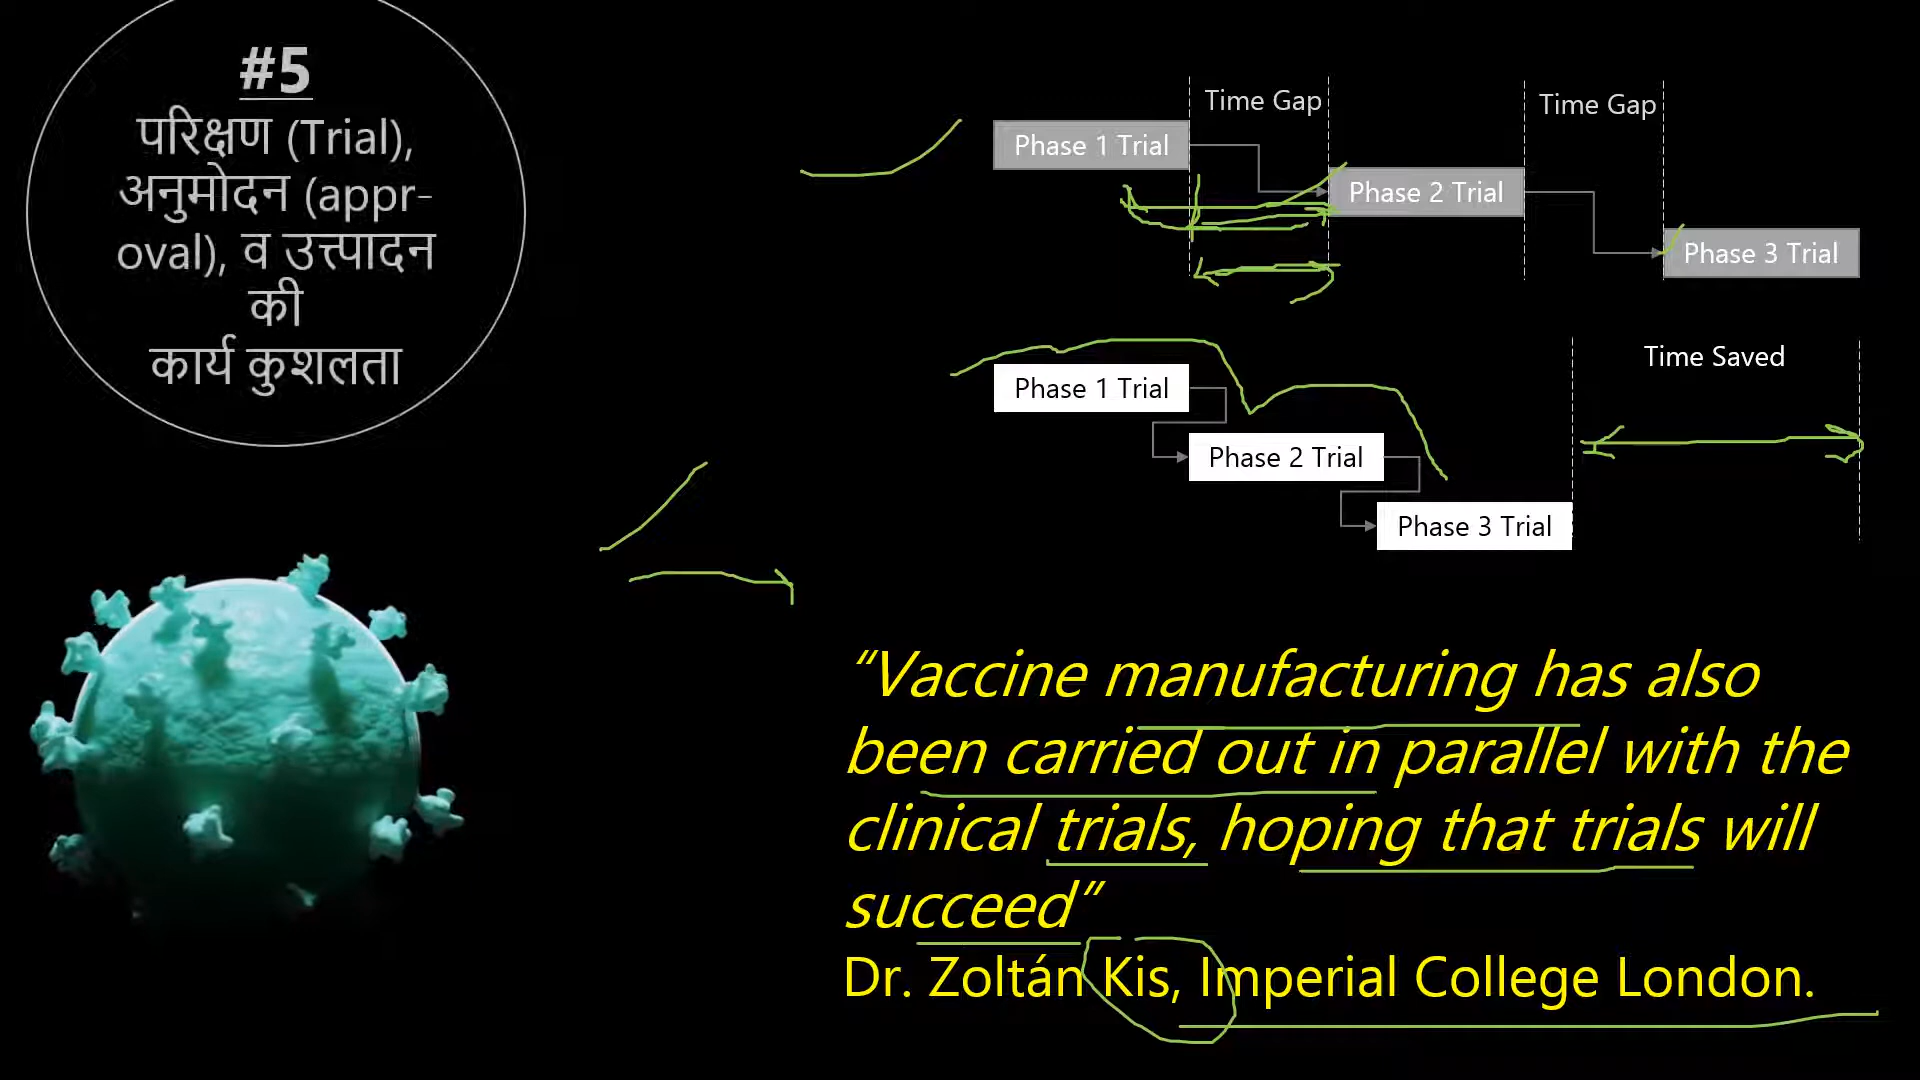 #5
परिक्षण (Trial),
अनुमोदन (appr-
oval), व उत्त्पादन
की
कार्य कुशलता
Time Gap
Time Gap
Phase 1 Trial
Phase 2 Trial
Phase 3 Trial
Time Saved
Phase 1 Trial
Phase 2 Trial
Phase 3 Trial
“Vaccine manufacturing has also
been carried out in parallel with the
clinical trials, hoping that trials will
succeed”
Dr. Zoltán Kis, Imperial College London.